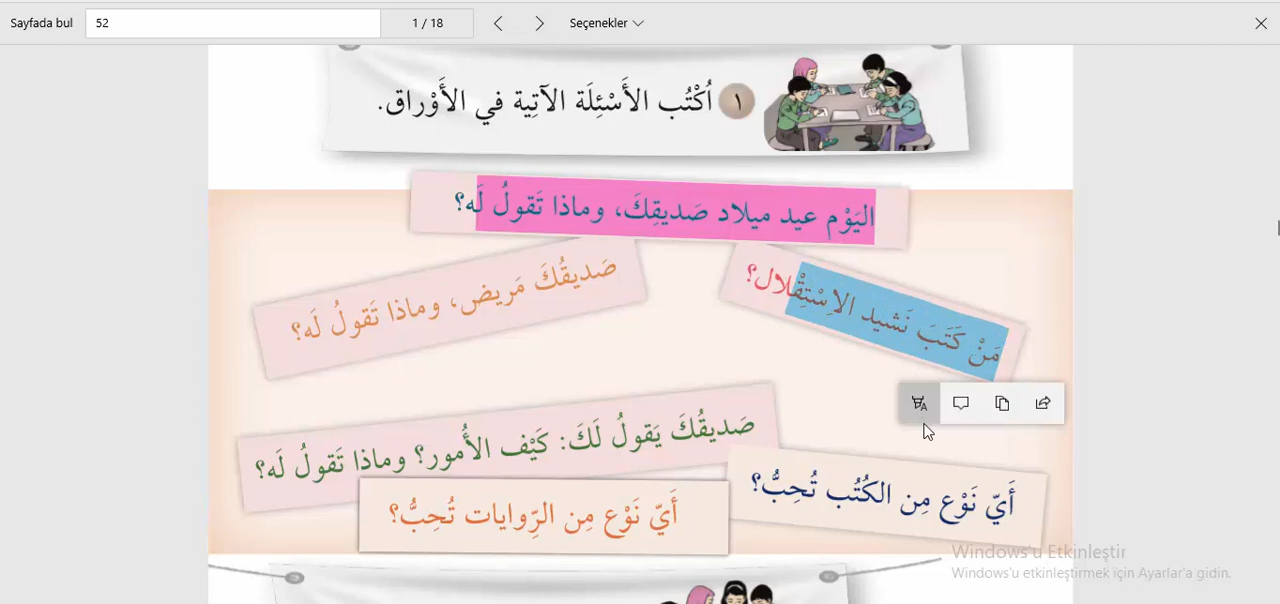 Sayfada bul 52 1 / 18 Seçenekler
١ اُكْتُب الأَسْئِلَة الآتِية في الأَوْراق.
اليَوْم عيد ميلاد صَديقِكَ، وماذا تَقولُ لَه؟
مَنْ كَتَبَ نَشيد الاِسْتِقْلال؟
صَديقُكَ مَريض، وماذا تَقولُ لَه؟
صَديقُكَ يَقولُ لَكَ: كَيْف الأُمور؟ وماذا تَقولُ لَه؟
أَيّ نَوْع مِن الكُتُب تُحِبُّ؟
أَيّ نَوْع مِن الرِّوايات تُحِبُّ؟
Windows'u Etkinleştir
Windows'u etkinleştirmek için Ayarlar'a gidin.